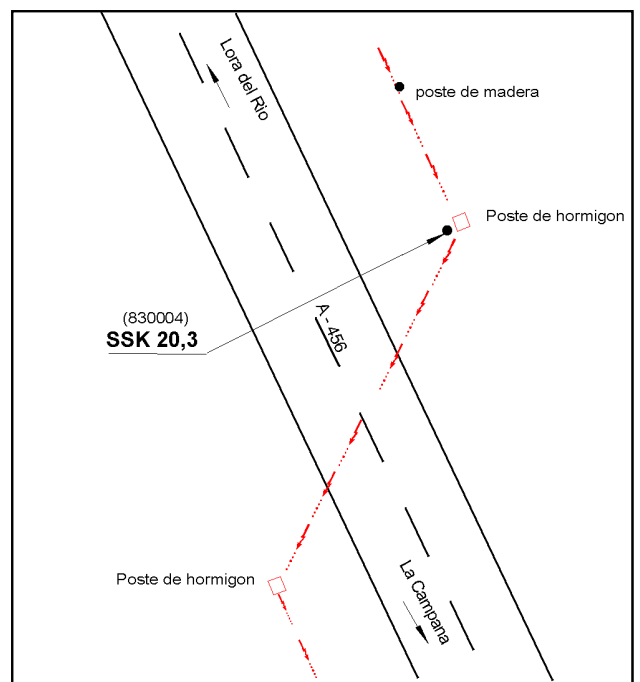 Lora del Rio
poste de madera
Poste de hormigon
(830004)
SSK 20,3
A - 456
Poste de hormigon
La Campana